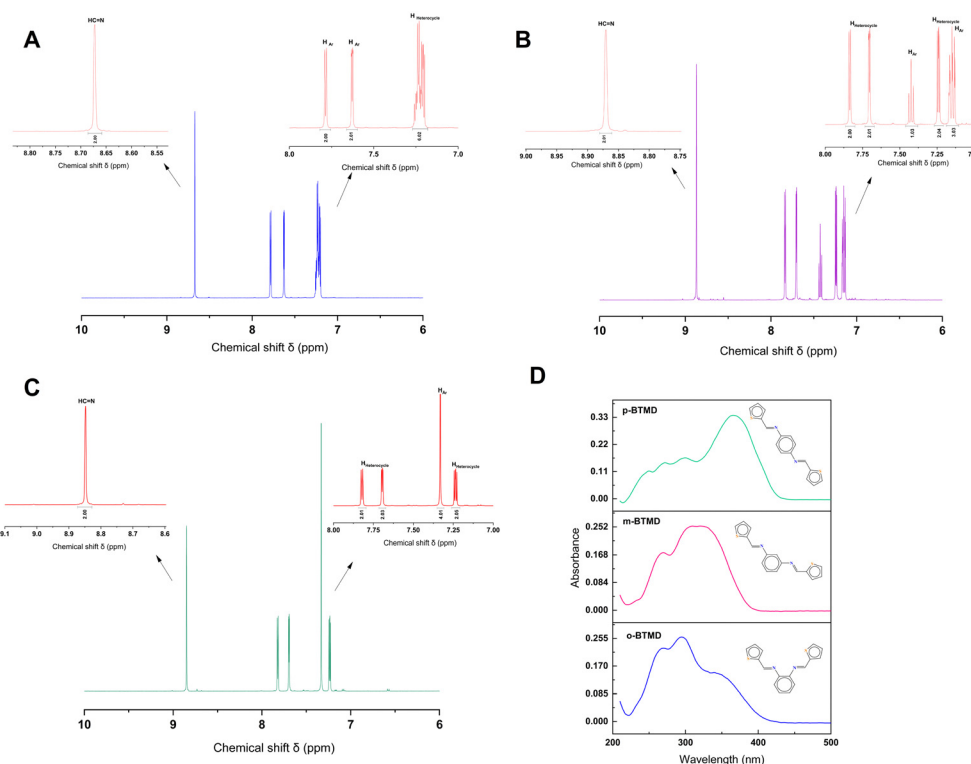 A
HC=N
2.00
8.80 8.75 8.70 8.65 8.60 8.55
Chemical shift δ (ppm)
H Ar
H Ar
H Heterocycle
2.00
2.01
8.0 7.5 7.0
Chemical shift δ (ppm)
10 9 8 7 6
Chemical shift δ (ppm)
B
HC=N
2.01
9.00 8.95 8.90 8.85 8.80 8.75
Chemical shift δ (ppm)
HHeterocycle
HAr
HHeterocycle
HAr
2.00
2.01
1.03
2.04
3.03
8.00 7.75 7.50 7.25
Chemical shift δ (ppm)
10 9 8 7 6
Chemical shift δ (ppm)
C
HC=N
2.00
9.1 9.0 8.9 8.8 8.7 8.6
Chemical shift δ (ppm)
HHeterocycle
HAr
HHeterocycle
2.01
2.03
4.01
2.05
8.00 7.75 7.50 7.25 7.00
Chemical shift δ (ppm)
10 9 8 7 6
Chemical shift δ (ppm)
D
p-BTMD
0.33
0.22
0.11
0.00
m-BTMD
0.252
0.168
0.084
0.000
o-BTMD
0.255
0.170
0.085
0.000
Absorbance
200 300 400 500
Wavelength (nm)